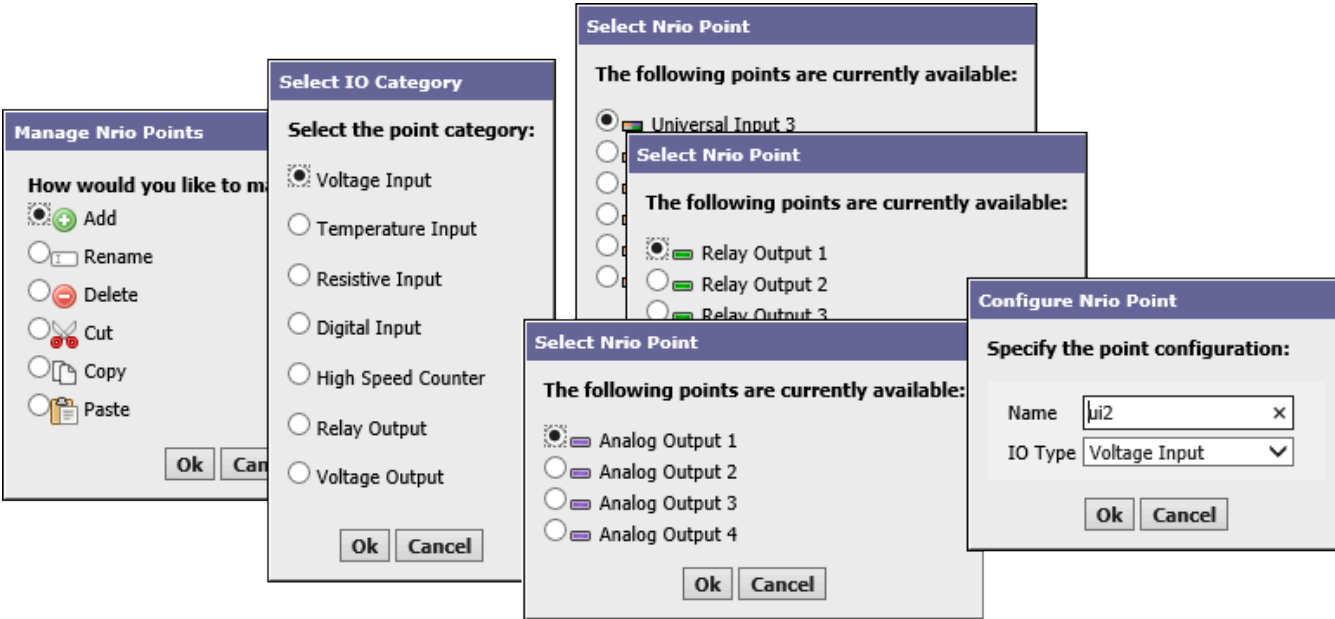 Manage Nrio Points
How would you like to
Add
Rename
Delete
Cut
Copy
Paste
Ok
Select IO Category
Select the point category:
Voltage Input
Temperature Input
Resistive Input
Digital Input
High Speed Counter
Relay Output
Voltage Output
Ok Cancel
Select Nrio Point
The following points are currently available:
Universal Input 3
Select Nrio Point
The following points are currently available:
Relay Output 1
Relay Output 2
Relay Output 3
Select Nrio Point
The following points are currently available:
Analog Output 1
Analog Output 2
Analog Output 3
Analog Output 4
Ok Cancel
Configure Nrio Point
Specify the point configuration:
Name ui2 ×
IO Type Voltage Input
Ok Cancel